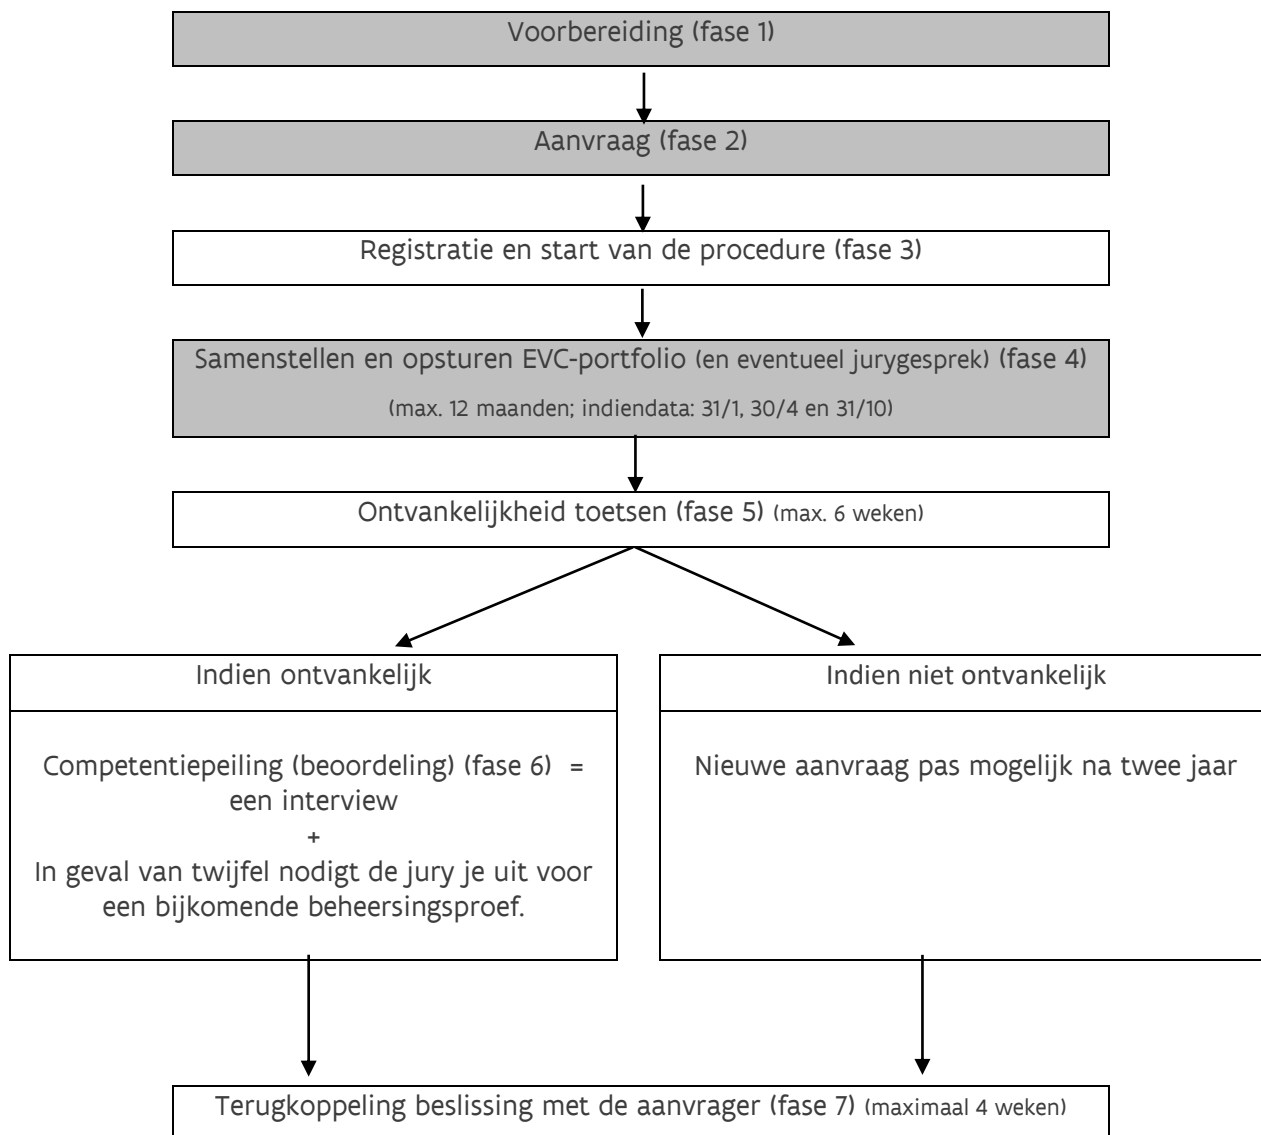 Voorbereiding (fase 1)
Aanvraag (fase 2)
Registratie en start van de procedure (fase 3)
Samenstellen en opsturen EVC-portfolio (en eventueel jurygesprek) (fase 4)
(max. 12 maanden; indiendata: 31/1, 30/4 en 31/10)
Ontvankelijkheid toetsen (fase 5) (max. 6 weken)
Indien ontvankelijk
Competentiepeiling (beoordeling) (fase 6) =
een interview
+
In geval van twijfel nodigt de jury je uit voor
een bijkomende beheersingsproef.
Indien niet ontvankelijk
Nieuwe aanvraag pas mogelijk na twee jaar
Terugkoppeling beslissing met de aanvrager (fase 7) (maximaal 4 weken)